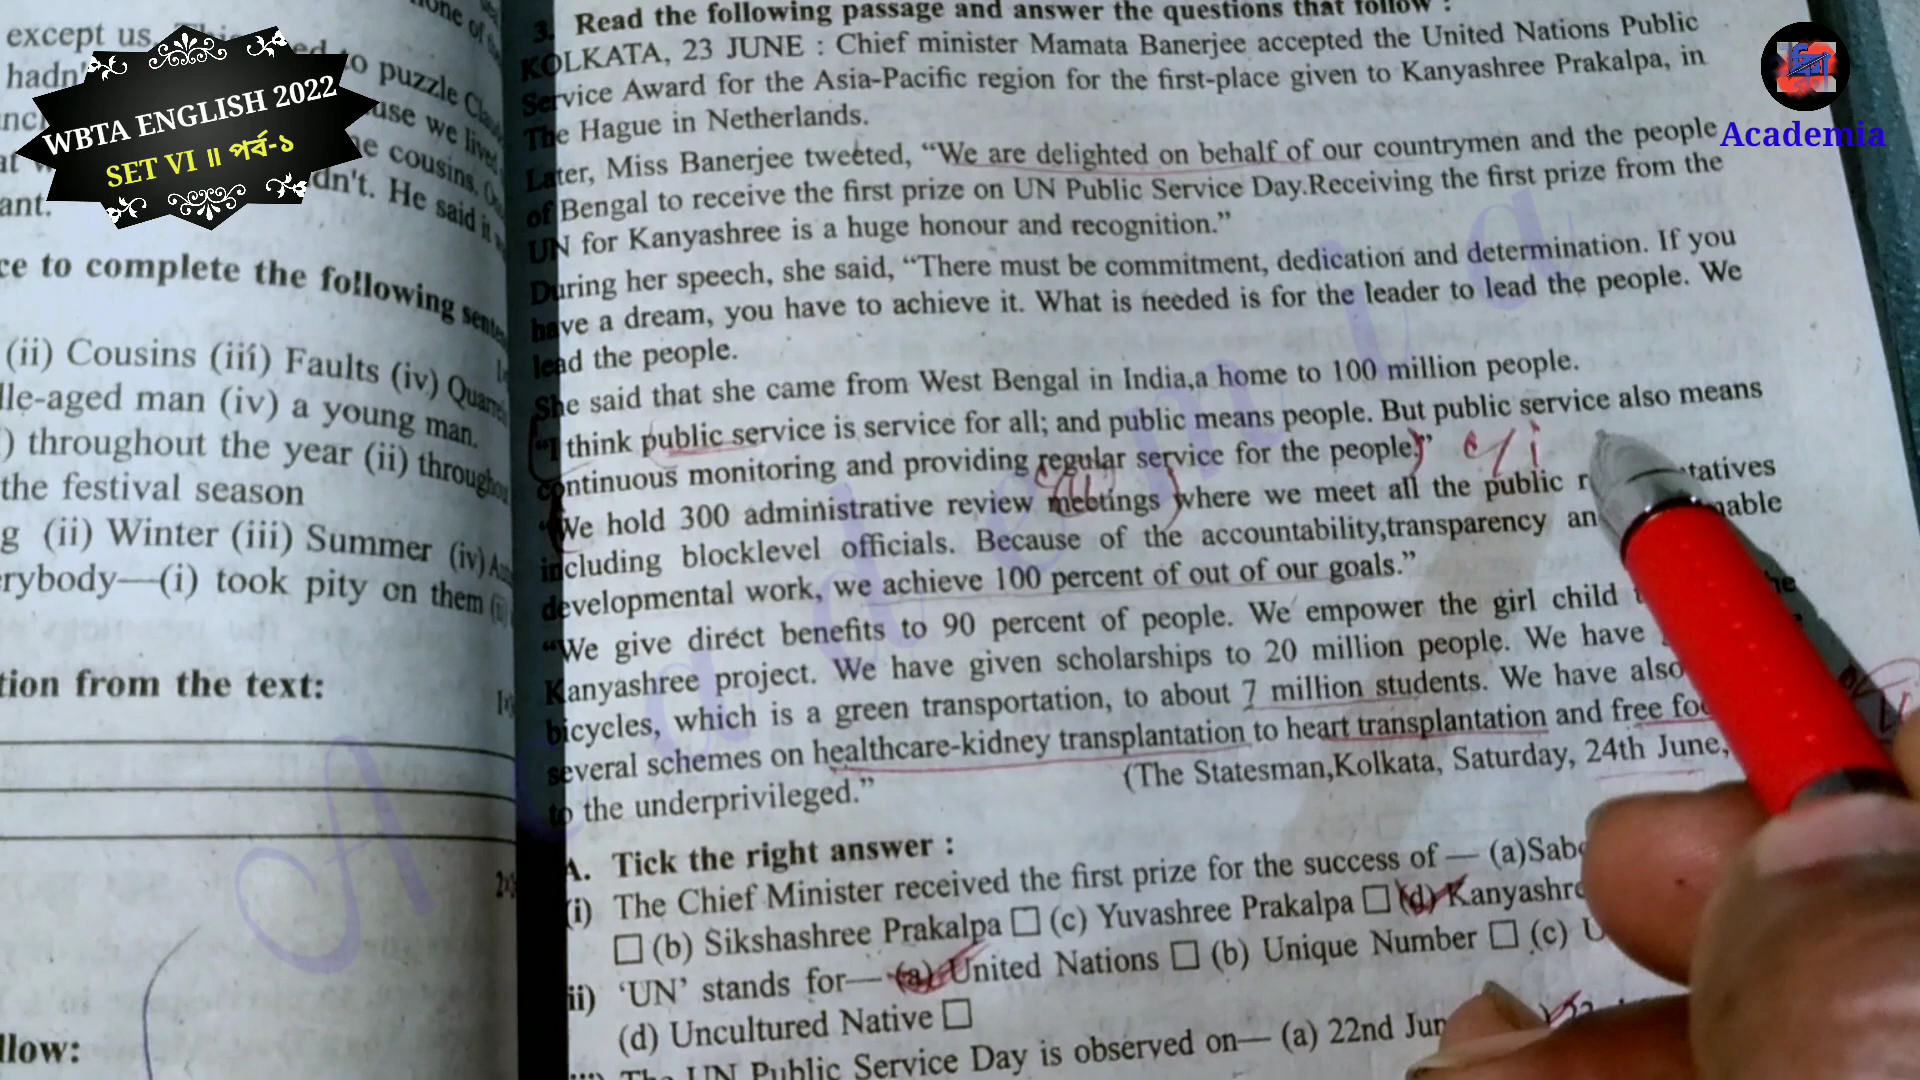 WBTA ENGLISH 2022
SET VI ॥ পর্ব-১
Academia
except us.
to puzzle
we lived
cousins.
He said it
ant.
ce to complete the following
(ii) Cousins (iii) Faults (iv)
lle-aged man (iv) a young man.
) throughout the year (ii)
the festival season
g (ii) Winter (iii) Summer (iv)
rybody—(i) took pity on them
tion from the text:
llow:
3. Read the following passage and answer the questions that follow :
KOLKATA, 23 JUNE : Chief minister Mamata Banerjee accepted the United Nations Public
Service Award for the Asia-Pacific region for the first-place given to Kanyashree Prakalpa, in
The Hague in Netherlands.
Later, Miss Banerjee tweeted, “We are delighted on behalf of our countrymen and the people
of Bengal to receive the first prize on UN Public Service Day.Receiving the first prize from the
UN for Kanyashree is a huge honour and recognition.”
During her speech, she said, “There must be commitment, dedication and determination. If you
have a dream, you have to achieve it. What is needed is for the leader to lead the people. We
lead the people.
She said that she came from West Bengal in India,a home to 100 million people.
“I think public service is service for all; and public means people. But public service also means
continuous monitoring and providing regular service for the people.”
“We hold 300 administrative review meetings where we meet all the public
including blocklevel officials. Because of the accountability,transparency
developmental work, we achieve 100 percent of out of our goals.”
“We give direct benefits to 90 percent of people. We empower the girl child
Kanyashree project. We have given scholarships to 20 million people. We have
bicycles, which is a green transportation, to about 7 million students. We have also
several schemes on healthcare-kidney transplantation to heart transplantation and free
to the underprivileged.” (The Statesman,Kolkata, Saturday, 24th June,
A. Tick the right answer :
(i) The Chief Minister received the first prize for the success of — (a)
☐ (b) Sikshashree Prakalpa ☐ (c) Yuvashree Prakalpa ☐ (d)
ii) ‘UN’ stands for— (a) United Nations ☐ (b) Unique Number ☐ (c)
(d) Uncultured Native ☐
The UN Public Service Day is observed on— (a) 22nd